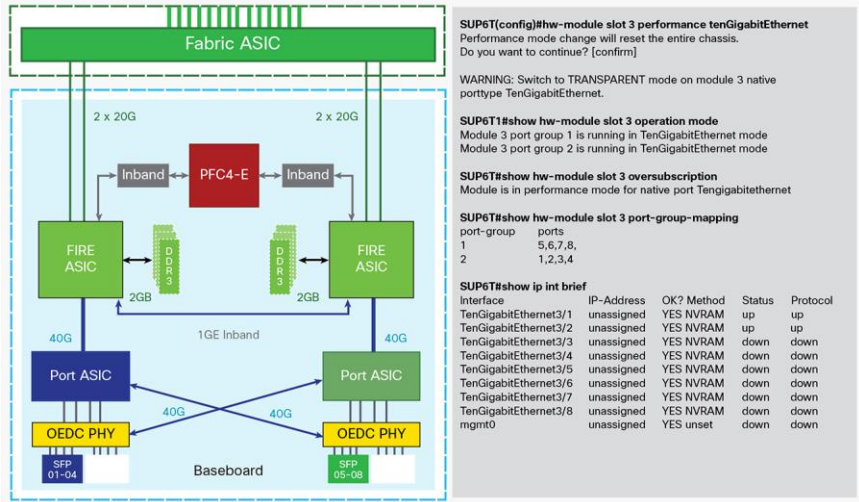 Fabric ASIC
2 x 20G
2 x 20G
Inband
PFC4-E
Inband
FIRE
ASIC
DDR3
DDR3
FIRE
ASIC
2GB
2GB
1GE Inband
40G
40G
Port ASIC
Port ASIC
40G
40G
OEDC PHY
OEDC PHY
SFP
01-04
Baseboard
SFP
05-08
SUP6T(config)#hw-module slot 3 performance tenGigabitEthernet
Performance mode change will reset the entire chassis.
Do you want to continue? [confirm]
WARNING: Switch to TRANSPARENT mode on module 3 native
porttype TenGigabitEthernet.
SUP6T1#show hw-module slot 3 operation mode
Module 3 port group 1 is running in TenGigabitEthernet mode
Module 3 port group 2 is running in TenGigabitEthernet mode
SUP6T#show hw-module slot 3 oversubscription
Module is in performance mode for native port Tengigabitethernet
SUP6T#show hw-module slot 3 port-group-mapping
port-group ports
1 5,6,7,8,
2 1,2,3,4
SUP6T#show ip int brief
Interface IP-Address OK? Method Status Protocol
TenGigabitEthernet3/1 unassigned YES NVRAM up up
TenGigabitEthernet3/2 unassigned YES NVRAM up up
TenGigabitEthernet3/3 unassigned YES NVRAM down down
TenGigabitEthernet3/4 unassigned YES NVRAM down down
TenGigabitEthernet3/5 unassigned YES NVRAM down down
TenGigabitEthernet3/6 unassigned YES NVRAM down down
TenGigabitEthernet3/7 unassigned YES NVRAM down down
TenGigabitEthernet3/8 unassigned YES NVRAM down down
mgmt0 unassigned YES unset down down